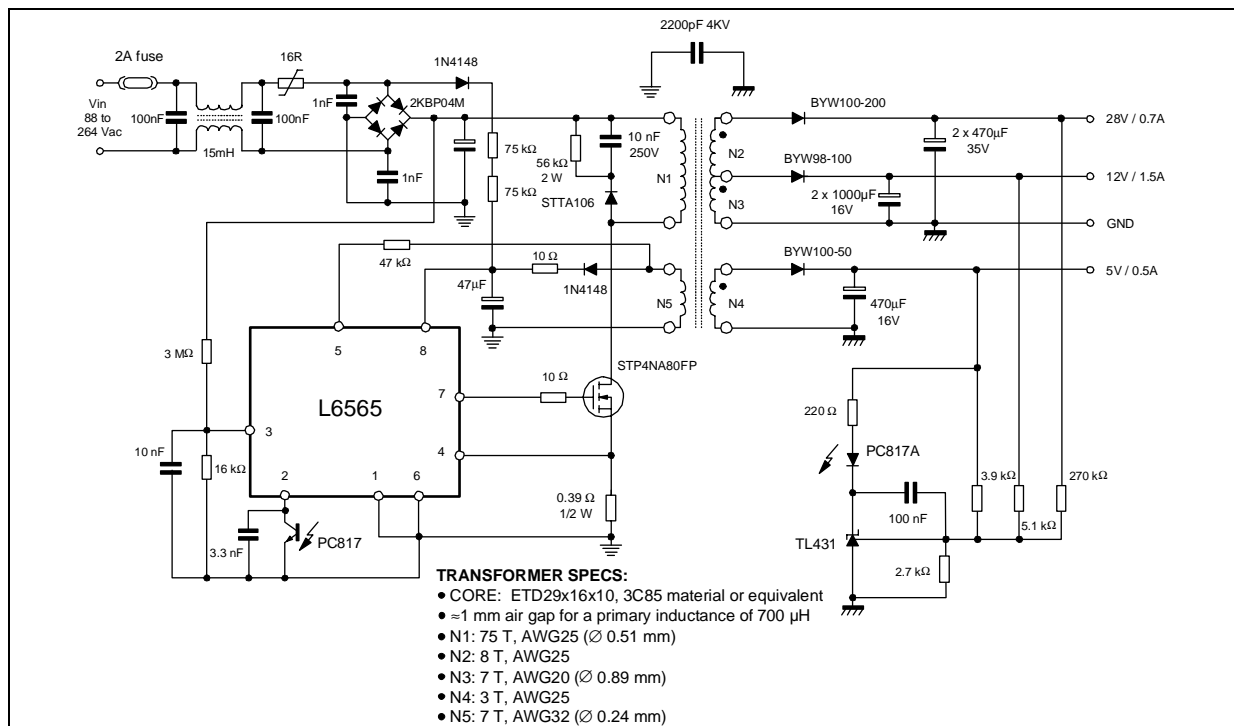 2200pF 4KV
2A fuse
16R
1N4148
Vin
88 to
264 Vac
100nF
15mH
100nF
1nF
2KBP04M
1nF
75 kΩ
75 kΩ
56 kΩ
2 W
10 nF
250V
STTA106
N1
N2
N3
BYW100-200
2 x 470µF
35V
28V / 0.7A
BYW98-100
2 x 1000µF
16V
12V / 1.5A
GND
47 kΩ
10 Ω
1N4148
47µF
N5
N4
BYW100-50
470µF
16V
5V / 0.5A
5
8
3 MΩ
L6565
7
10 Ω
STP4NA80FP
3
4
10 nF
16 kΩ
2
1
6
0.39 Ω
1/2 W
3.3 nF
PC817
220 Ω
PC817A
3.9 kΩ
270 kΩ
100 nF
5.1 kΩ
TL431
2.7 kΩ
TRANSFORMER SPECS:
• CORE: ETD29x16x10, 3C85 material or equivalent
• ≈1 mm air gap for a primary inductance of 700 µH
• N1: 75 T, AWG25 (∅ 0.51 mm)
• N2: 8 T, AWG25
• N3: 7 T, AWG20 (∅ 0.89 mm)
• N4: 3 T, AWG25
• N5: 7 T, AWG32 (∅ 0.24 mm)